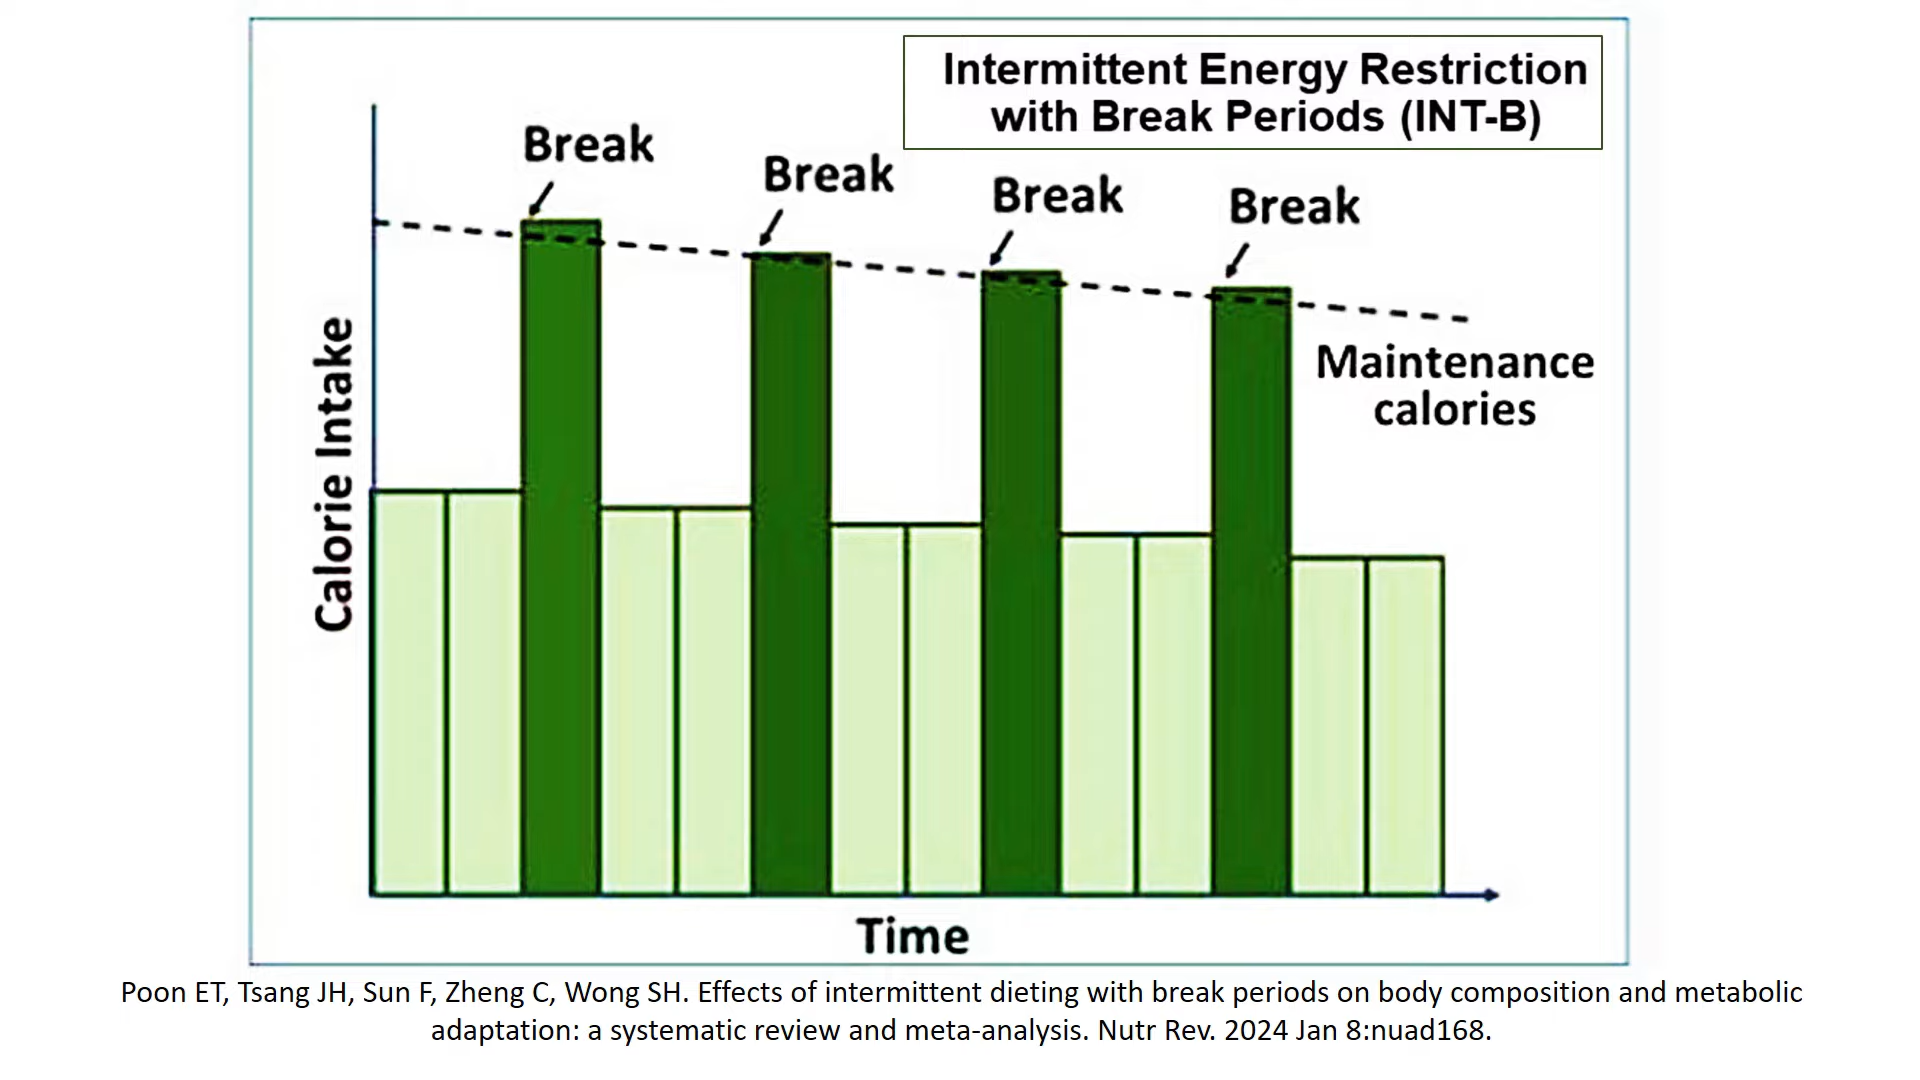 Intermittent Energy Restriction
with Break Periods (INT-B)
Break
Break
Break
Break
Maintenance
calories
Calorie Intake
Time
Poon ET, Tsang JH, Sun F, Zheng C, Wong SH. Effects of intermittent dieting with break periods on body composition and metabolic
adaptation: a systematic review and meta-analysis. Nutr Rev. 2024 Jan 8:nuad168.